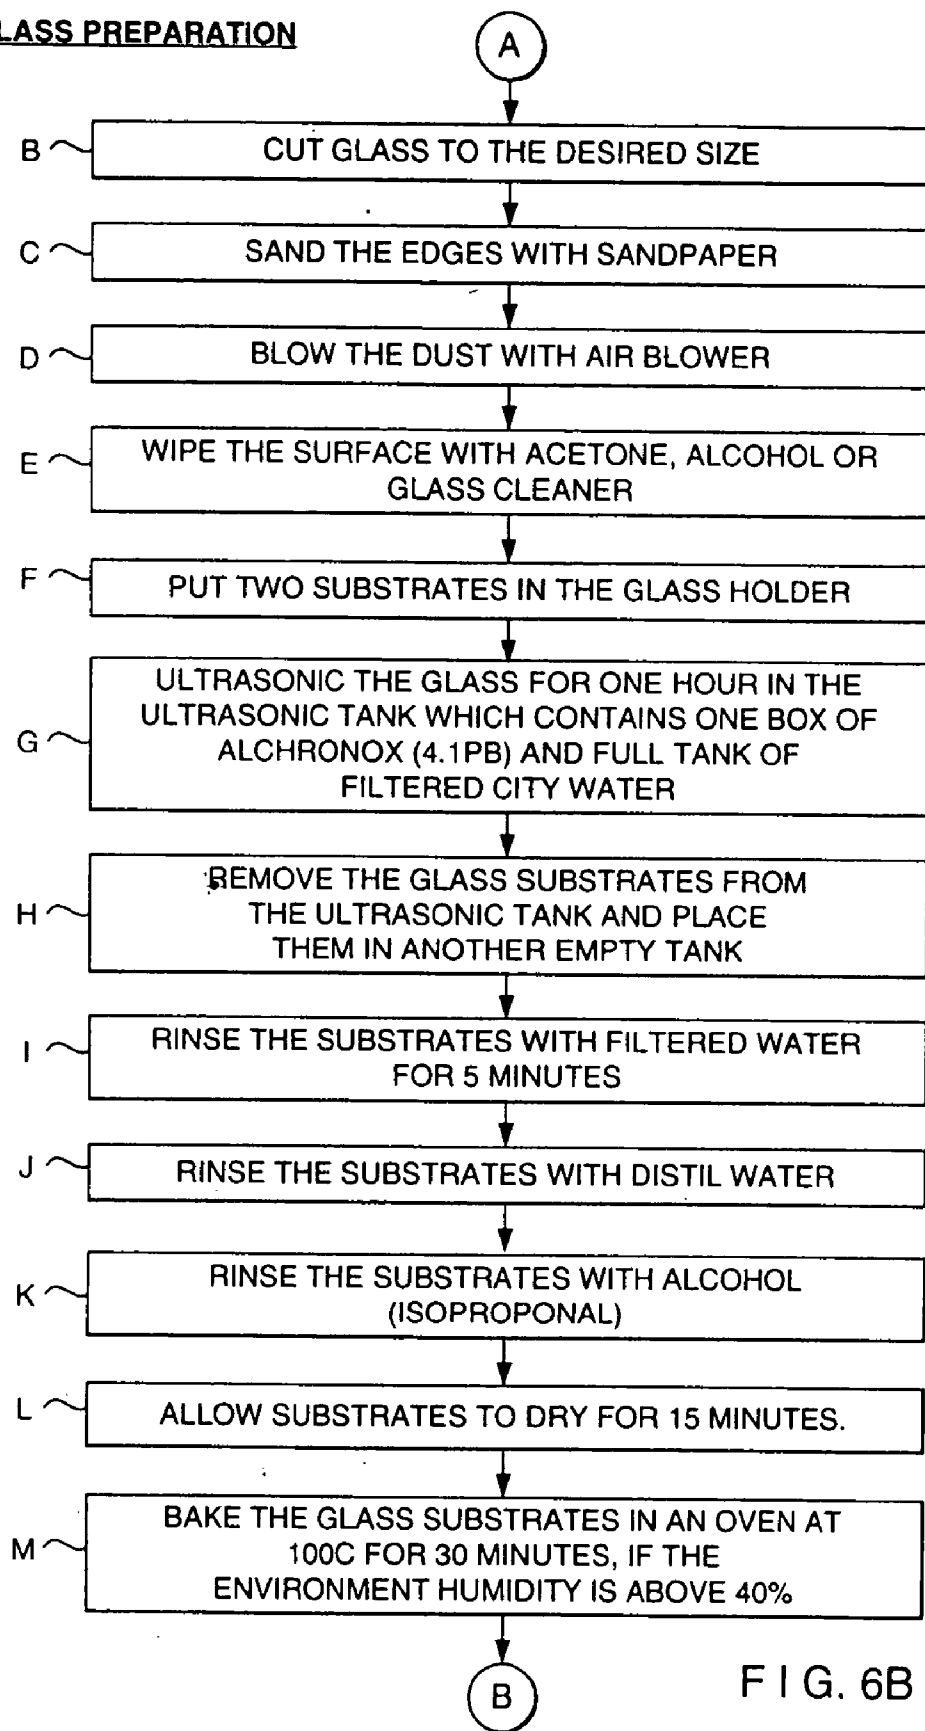 LASS PREPARATION
A
B
CUT GLASS TO THE DESIRED SIZE
C
SAND THE EDGES WITH SANDPAPER
D
BLOW THE DUST WITH AIR BLOWER
E
WIPE THE SURFACE WITH ACETONE, ALCOHOL OR
GLASS CLEANER
F
PUT TWO SUBSTRATES IN THE GLASS HOLDER
G
ULTRASONIC THE GLASS FOR ONE HOUR IN THE
ULTRASONIC TANK WHICH CONTAINS ONE BOX OF
ALCHRONOX (4.1PB) AND FULL TANK OF
FILTERED CITY WATER
H
REMOVE THE GLASS SUBSTRATES FROM
THE ULTRASONIC TANK AND PLACE
THEM IN ANOTHER EMPTY TANK
I
RINSE THE SUBSTRATES WITH FILTERED WATER
FOR 5 MINUTES
J
RINSE THE SUBSTRATES WITH DISTIL WATER
K
RINSE THE SUBSTRATES WITH ALCOHOL
(ISOPROPONAL)
L
ALLOW SUBSTRATES TO DRY FOR 15 MINUTES.
M
BAKE THE GLASS SUBSTRATES IN AN OVEN AT
100C FOR 30 MINUTES, IF THE
ENVIRONMENT HUMIDITY IS ABOVE 40%
B
FIG. 6B